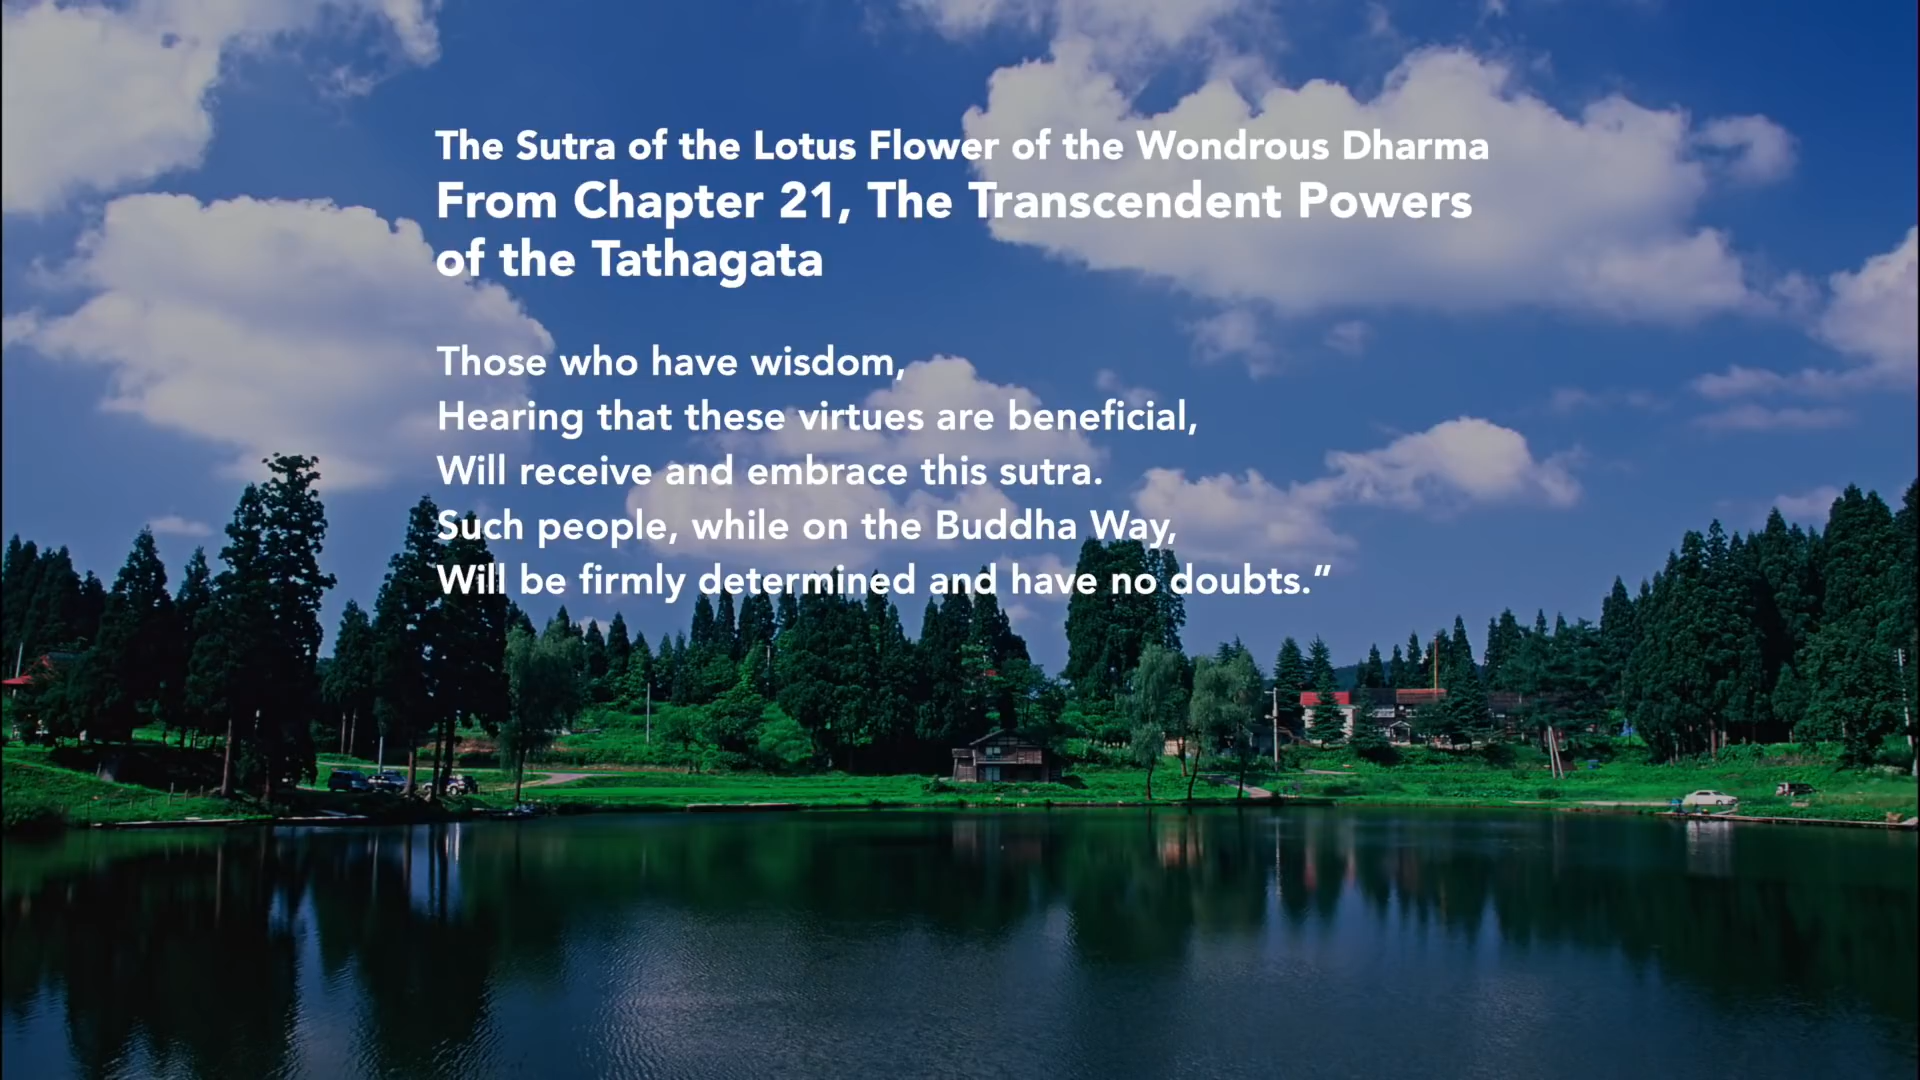 The Sutra of the Lotus Flower of the Wondrous Dharma
From Chapter 21, The Transcendent Powers
of the Tathagata
Those who have wisdom,
Hearing that these virtues are beneficial,
Will receive and embrace this sutra.
Such people, while on the Buddha Way,
Will be firmly determined and have no doubts.”